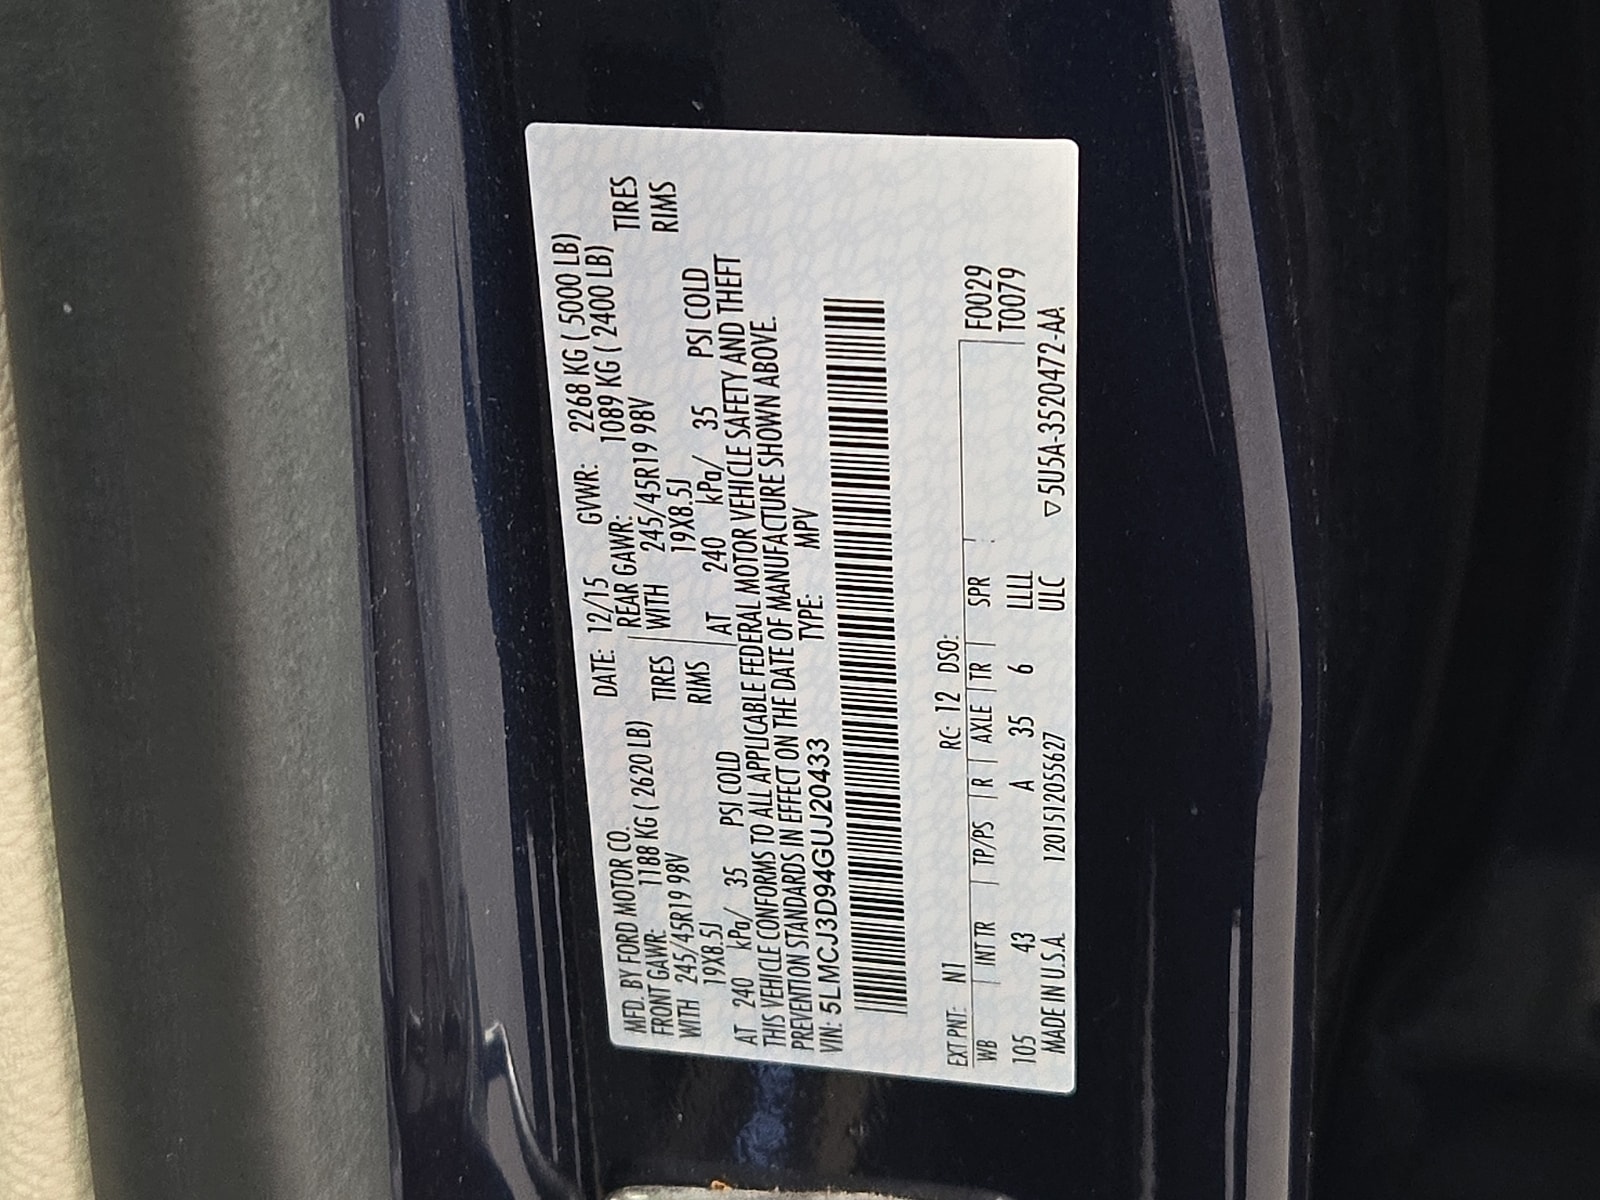 MFD. BY FORD MOTOR CO. DATE: 12/15 GVWR: 2268 KG ( 5000 LB)
FRONT GAWR: 1188 KG ( 2620 LB) REAR GAWR: 1089 KG ( 2400 LB)
WITH 245/45R19 98V TIRES WITH 245/45R19 98V TIRES
19X8.5J RIMS 19X8.5J RIMS
AT 240 kPa/ 35 PSI COLD AT 240 kPa/ 35 PSI COLD
THIS VEHICLE CONFORMS TO ALL APPLICABLE FEDERAL MOTOR VEHICLE SAFETY AND THEFT
PREVENTION STANDARDS IN EFFECT ON THE DATE OF MANUFACTURE SHOWN ABOVE.
VIN: 5LMCJ3D94GUJ20433 TYPE: MPV
EXT PNT: N1 RC: 12 DSO:
WB INT TR TP/PS R AXLE TR SPR F0029
105 43 A 35 6 LLLL T0079
MADE IN U.S.A. 1201512055627 ULC ▽5U5A-3520472-AA